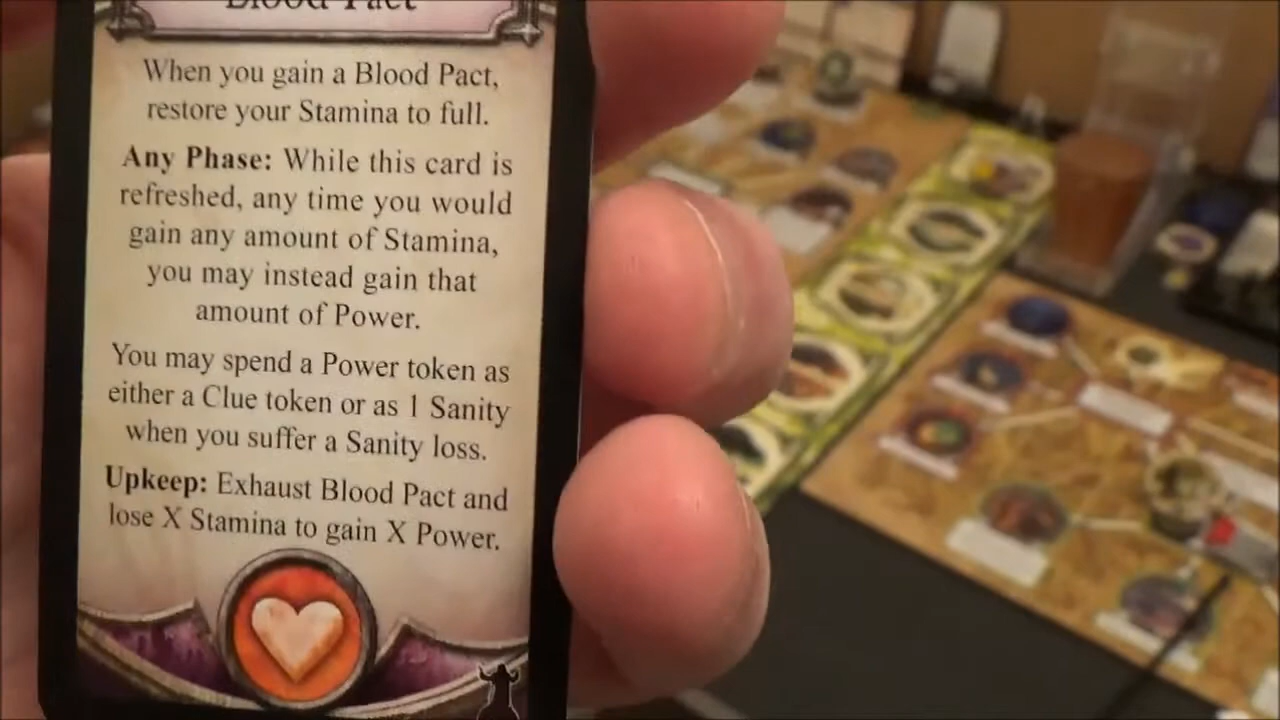 Blood Pact
When you gain a Blood Pact,
restore your Stamina to full.
Any Phase: While this card is
refreshed, any time you would
gain any amount of Stamina,
you may instead gain that
amount of Power.
You may spend a Power token as
either a Clue token or as 1 Sanity
when you suffer a Sanity loss.
Upkeep: Exhaust Blood Pact and
lose X Stamina to gain X Power.